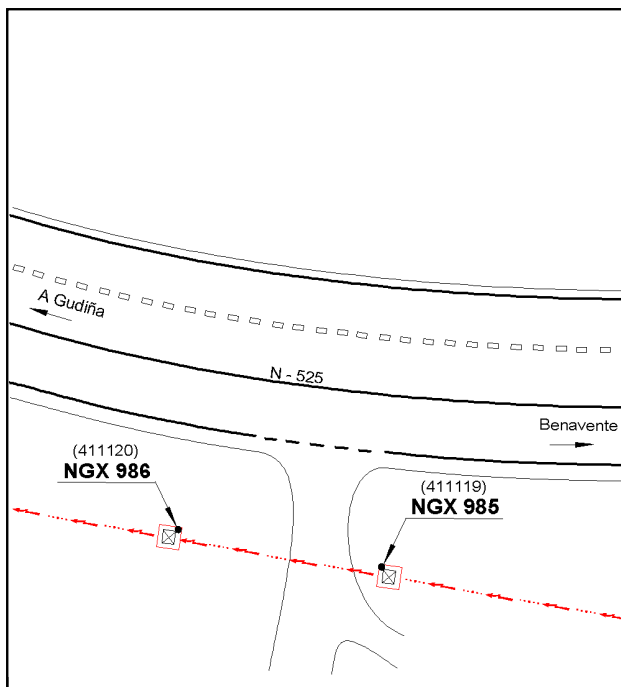 A Gudiña
N - 525
Benavente
(411120)
NGX 986
(411119)
NGX 985